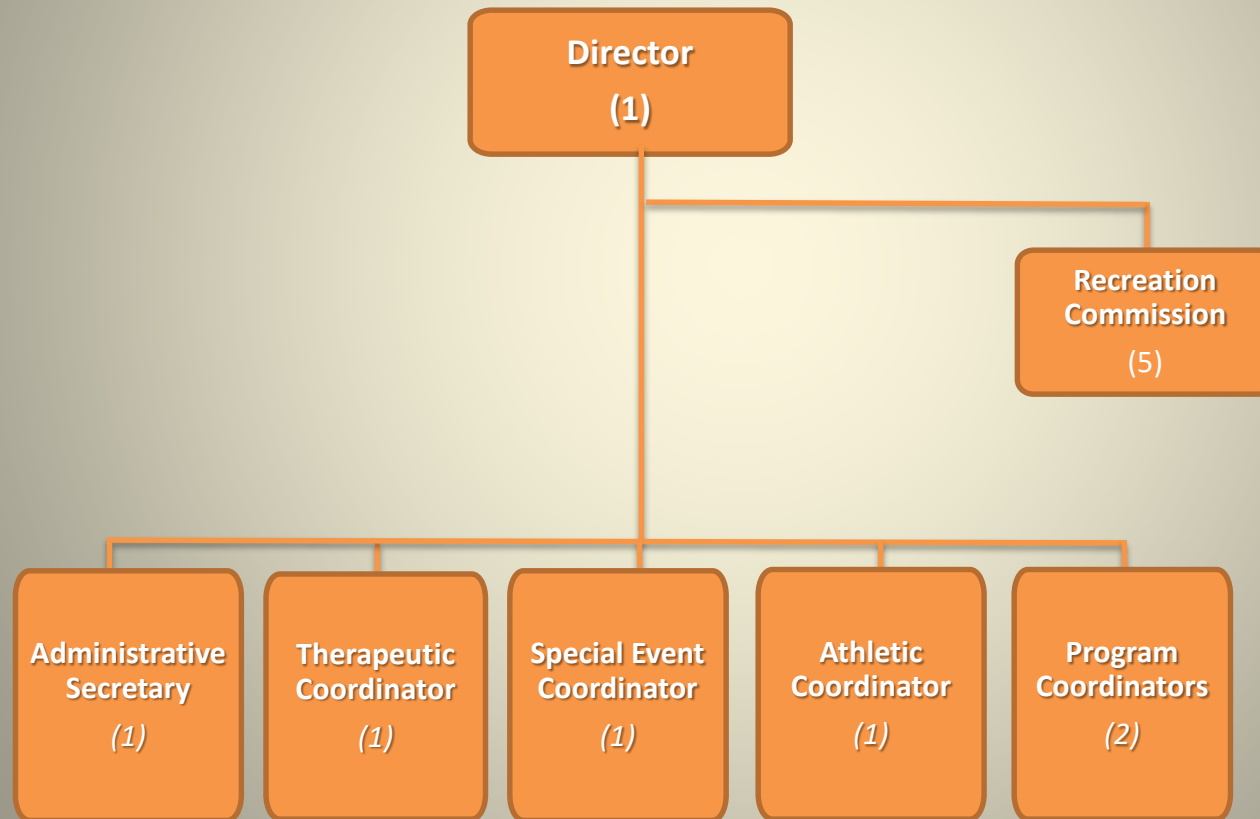 Director
(1)
Recreation
Commission
(5)
Administrative
Secretary
(1)
Therapeutic
Coordinator
(1)
Special Event
Coordinator
(1)
Athletic
Coordinator
(1)
Program
Coordinators
(2)